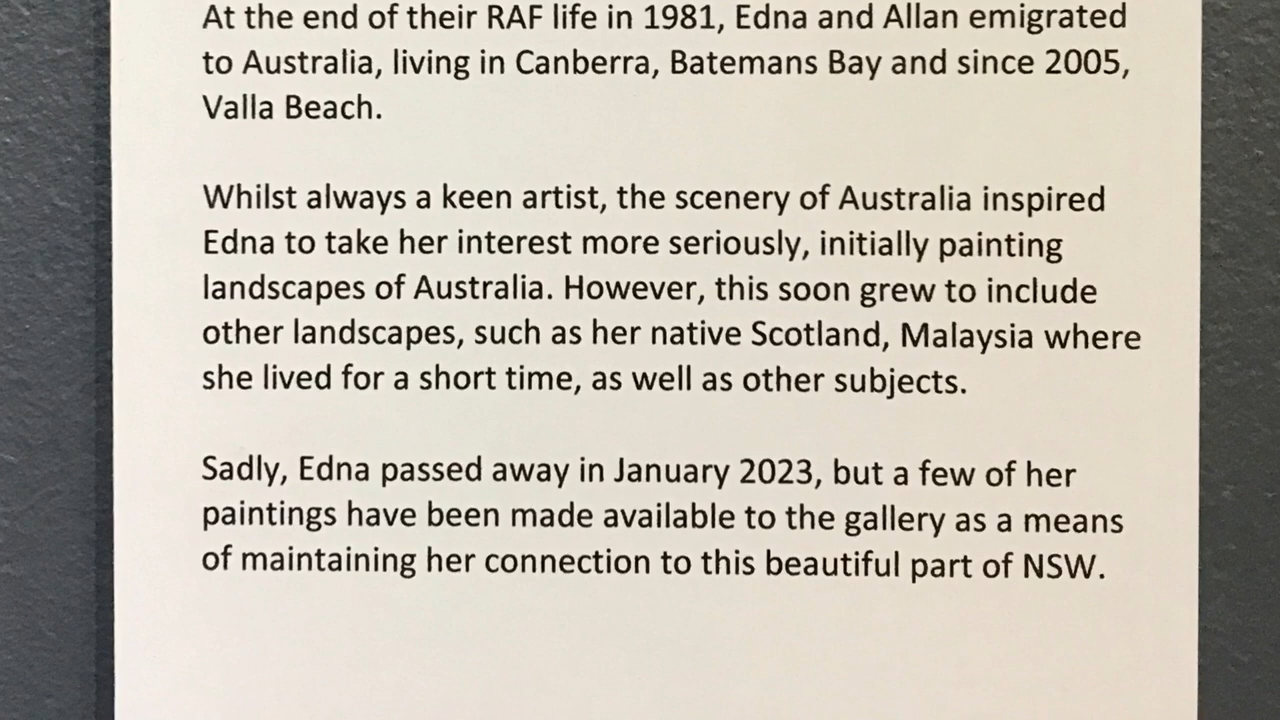 At the end of their RAF life in 1981, Edna and Allan emigrated
to Australia, living in Canberra, Batemans Bay and since 2005,
Valla Beach.
Whilst always a keen artist, the scenery of Australia inspired
Edna to take her interest more seriously, initially painting
landscapes of Australia. However, this soon grew to include
other landscapes, such as her native Scotland, Malaysia where
she lived for a short time, as well as other subjects.
Sadly, Edna passed away in January 2023, but a few of her
paintings have been made available to the gallery as a means
of maintaining her connection to this beautiful part of NSW.